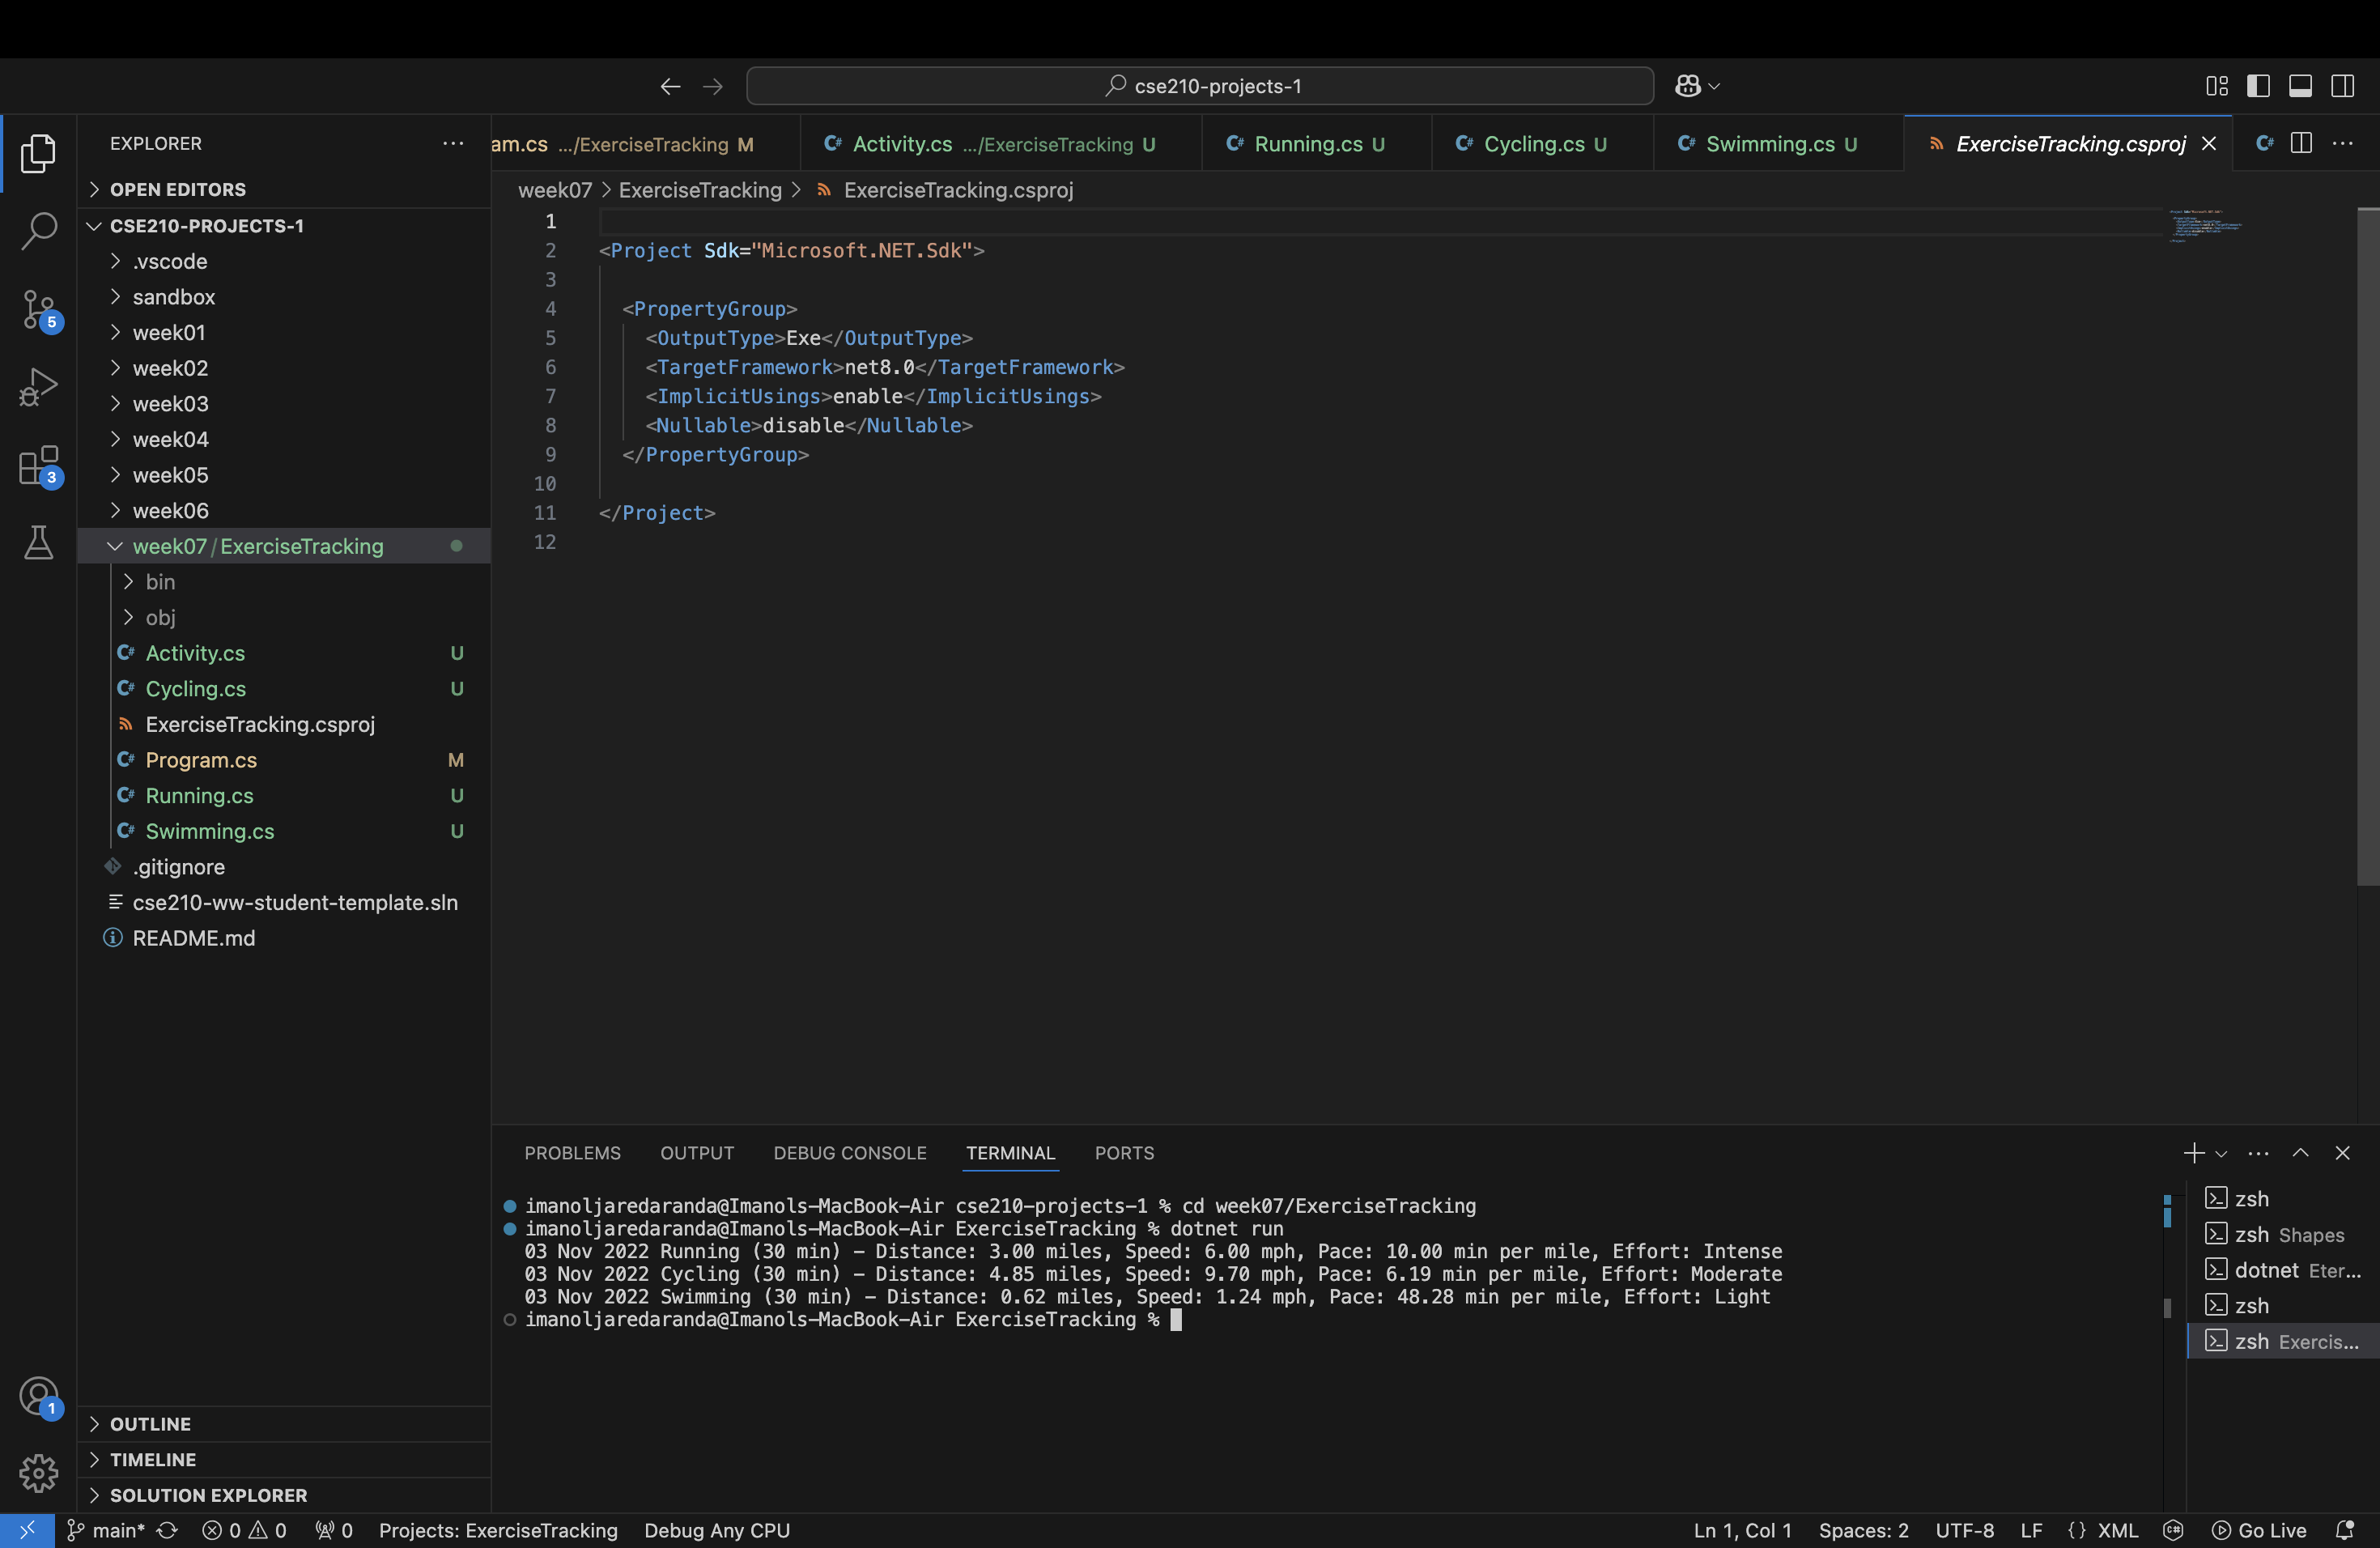 cse210-projects-1
EXPLORER
am.cs .../ExerciseTracking M
Activity.cs .../ExerciseTracking U
Running.cs U
Cycling.cs U
Swimming.cs U
ExerciseTracking.csproj
OPEN EDITORS
CSE210-PROJECTS-1
.vscode
sandbox
week01
week02
week03
week04
week05
week06
week07/ExerciseTracking
bin
obj
Activity.cs U
Cycling.cs U
ExerciseTracking.csproj
Program.cs M
Running.cs U
Swimming.cs U
.gitignore
cse210-ww-student-template.sln
README.md
5
3
1
OUTLINE
TIMELINE
SOLUTION EXPLORER
week07 > ExerciseTracking > ExerciseTracking.csproj
1
2 <Project Sdk="Microsoft.NET.Sdk">
3
4 <PropertyGroup>
5 <OutputType>Exe</OutputType>
6 <TargetFramework>net8.0</TargetFramework>
7 <ImplicitUsings>enable</ImplicitUsings>
8 <Nullable>disable</Nullable>
9 </PropertyGroup>
10
11 </Project>
12
PROBLEMS OUTPUT DEBUG CONSOLE TERMINAL PORTS
imanoljaredaranda@Imanols-MacBook-Air cse210-projects-1 % cd week07/ExerciseTracking
imanoljaredaranda@Imanols-MacBook-Air ExerciseTracking % dotnet run
03 Nov 2022 Running (30 min) - Distance: 3.00 miles, Speed: 6.00 mph, Pace: 10.00 min per mile, Effort: Intense
03 Nov 2022 Cycling (30 min) - Distance: 4.85 miles, Speed: 9.70 mph, Pace: 6.19 min per mile, Effort: Moderate
03 Nov 2022 Swimming (30 min) - Distance: 0.62 miles, Speed: 1.24 mph, Pace: 48.28 min per mile, Effort: Light
imanoljaredaranda@Imanols-MacBook-Air ExerciseTracking %
zsh
zsh Shapes
dotnet Eter...
zsh
zsh Exercis...
main* 0 0 0 Projects: ExerciseTracking Debug Any CPU
Ln 1, Col 1 Spaces: 2 UTF-8 LF {} XML Go Live